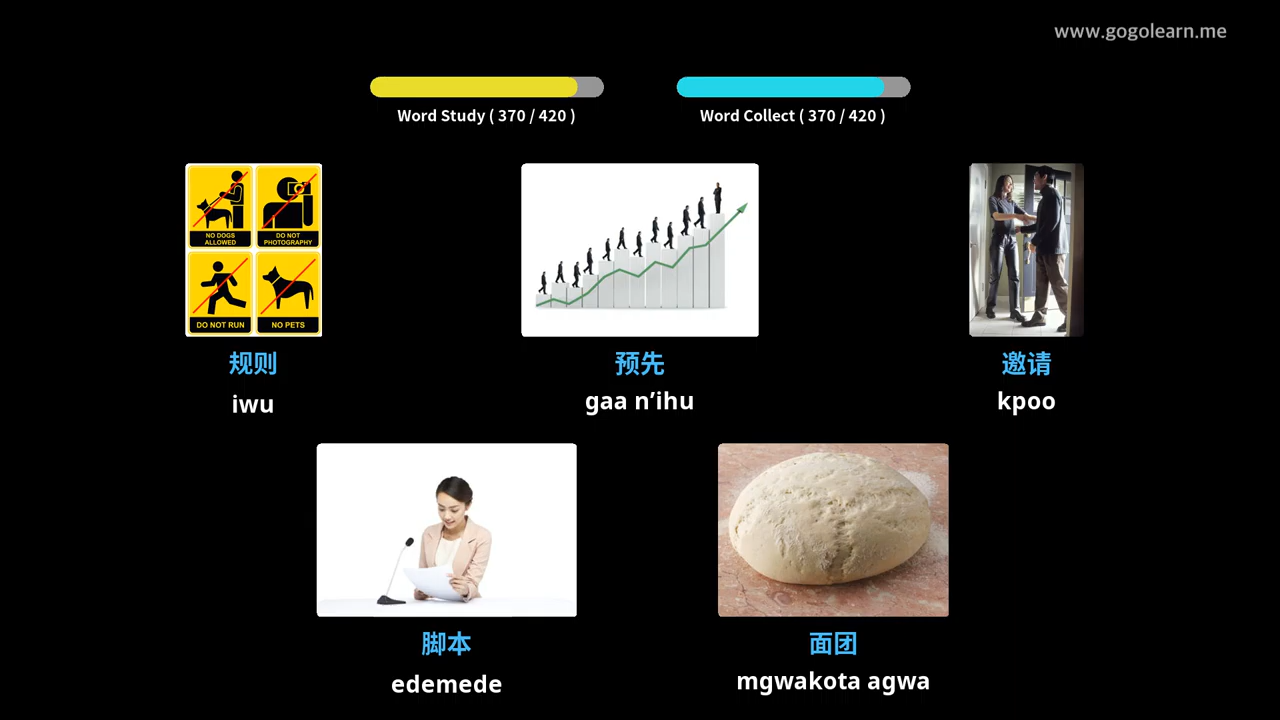 www.gogolearn.me
Word Study ( 370 / 420 )
Word Collect ( 370 / 420 )
NO DOGS
ALLOWED
DO NOT
PHOTOGRAPHY
DO NOT RUN
NO PETS
规则
iwu
预先
gaa n’ihu
邀请
kpoo
脚本
edemede
面团
mgwakota agwa